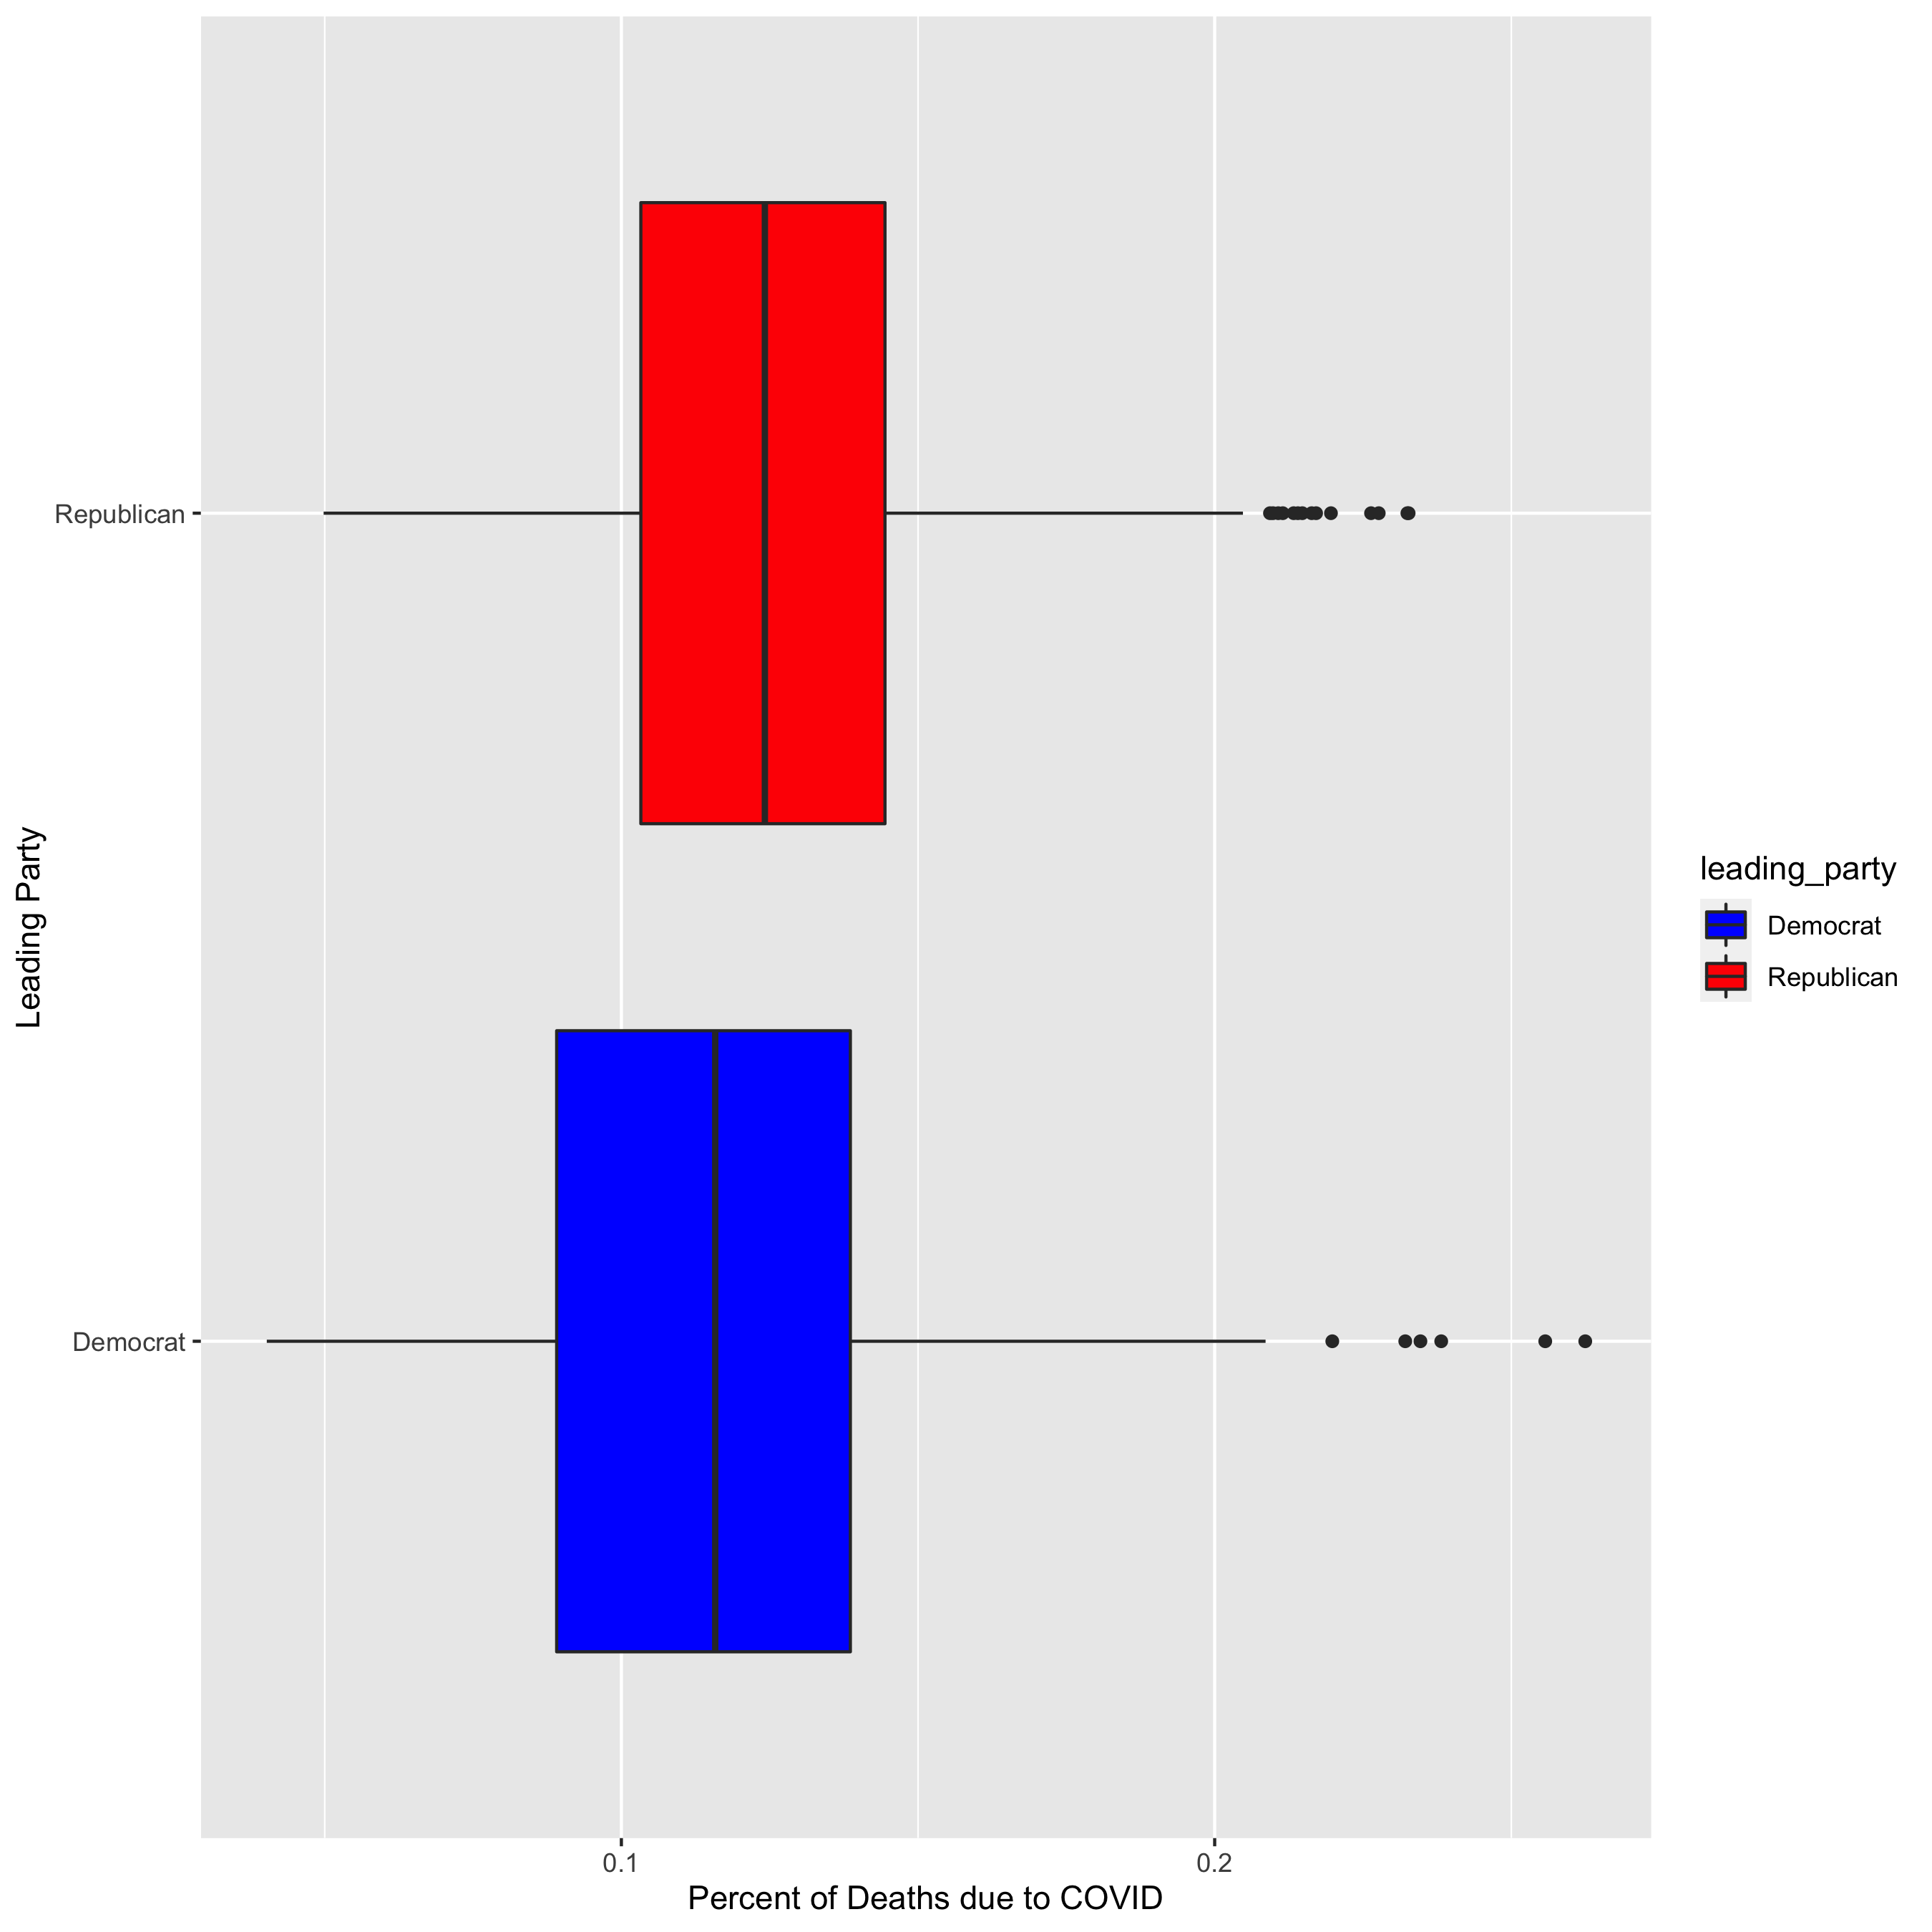 Leading Party
Republican
Democrat
0.1
0.2
Percent of Deaths due to COVID
leading_party
Democrat
Republican